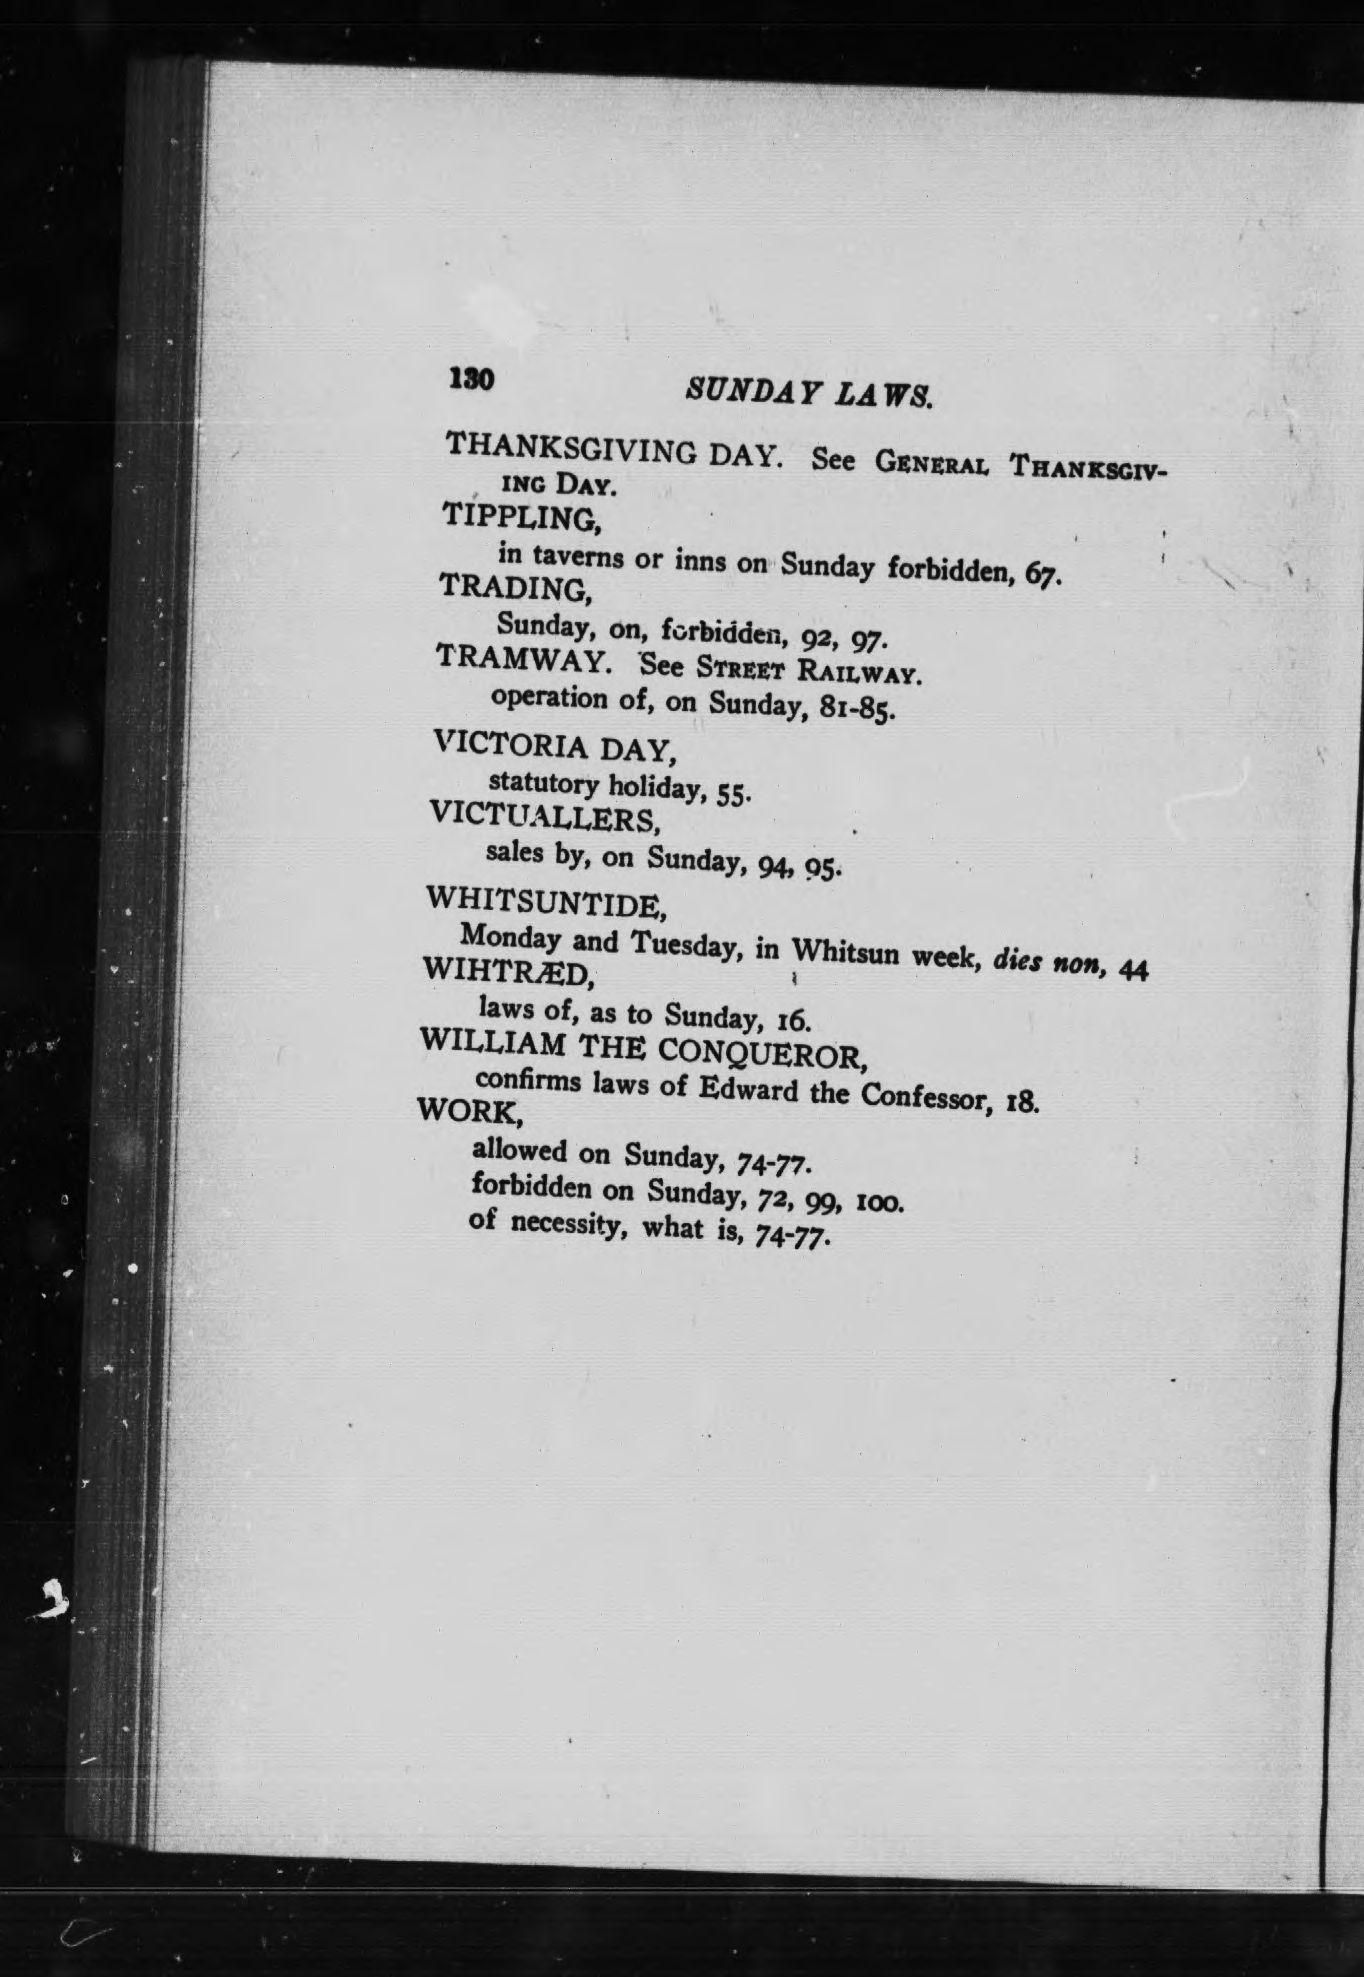 130 SUNDAY LAWS.
THANKSGIVING DAY. See GENERAL THANKSGIV-
ING DAY.
TIPPLING,
in taverns or inns on Sunday forbidden, 67.
TRADING,
Sunday, on, forbidden, 92, 97.
TRAMWAY. See STREET RAILWAY.
operation of, on Sunday, 81-85.
VICTORIA DAY,
statutory holiday, 55.
VICTUALLERS,
sales by, on Sunday, 94, 95.
WHITSUNTIDE,
Monday and Tuesday, in Whitsun week, dies non, 44
WIHTRÆD,
laws of, as to Sunday, 16.
WILLIAM THE CONQUEROR,
confirms laws of Edward the Confessor, 18.
WORK,
allowed on Sunday, 74-77.
forbidden on Sunday, 72, 99, 100.
of necessity, what is, 74-77.